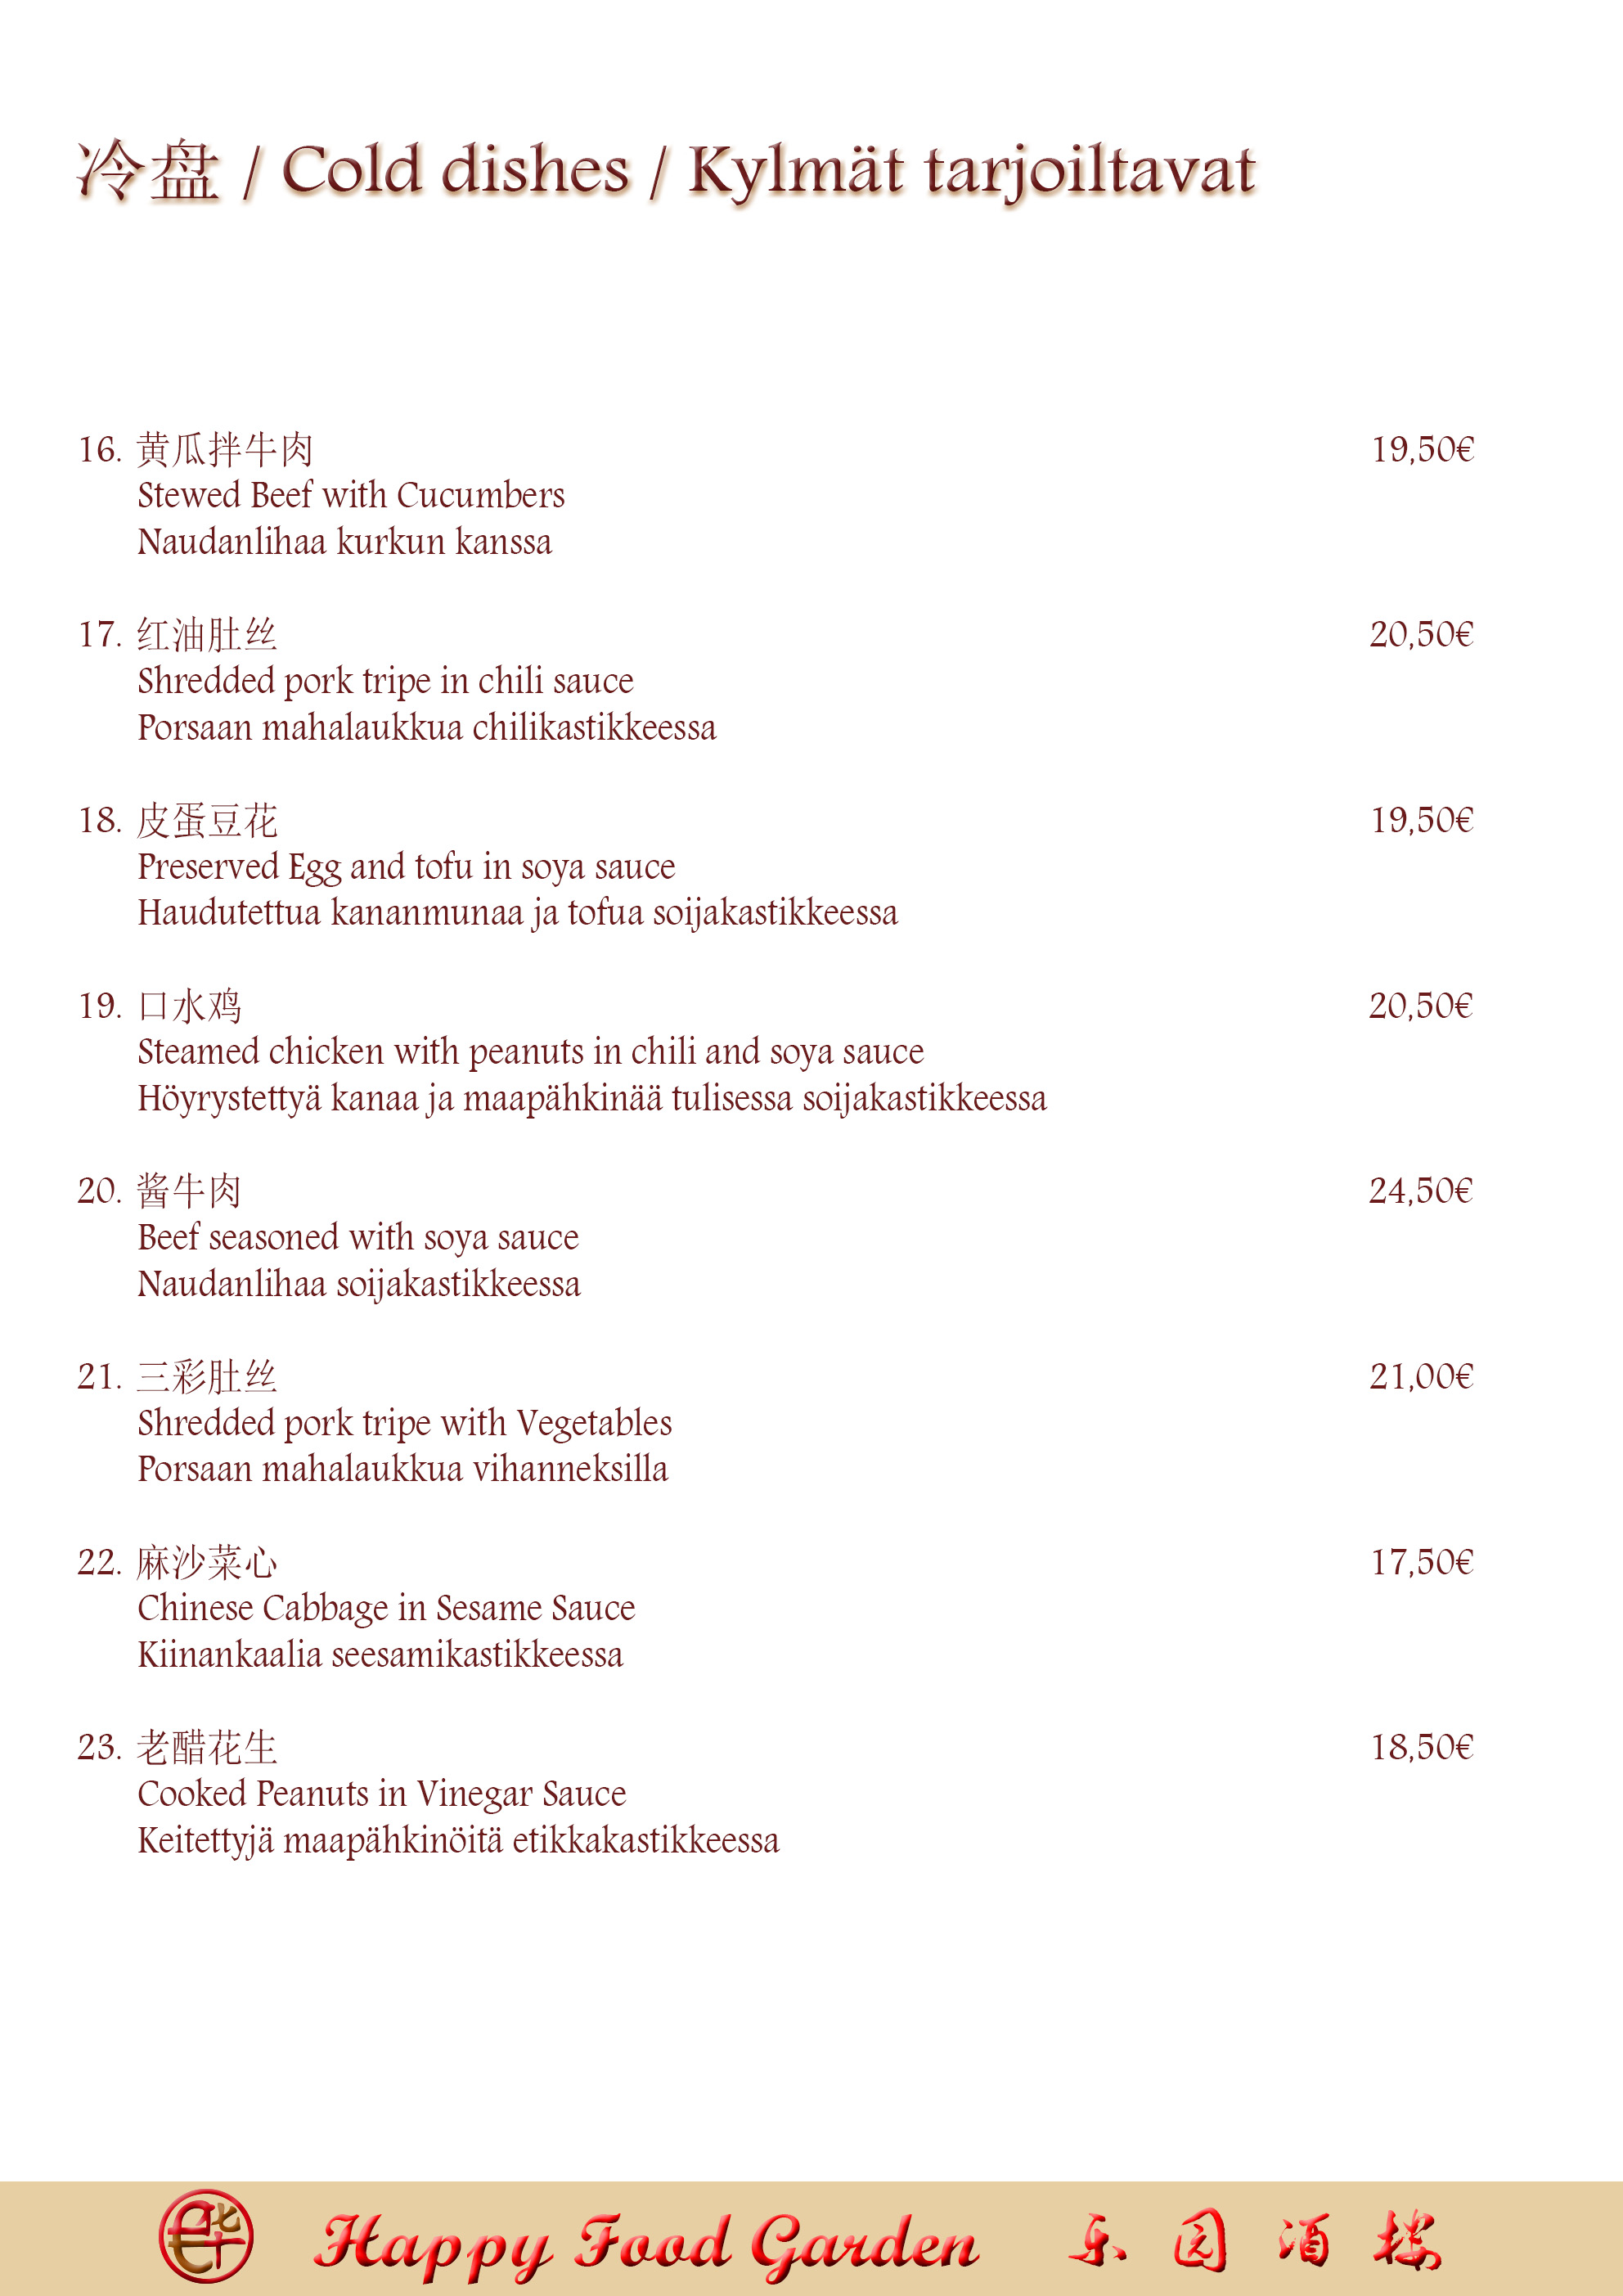 冷盘 / Cold dishes / Kylmät tarjoiltavat
16. 黄瓜拌牛肉 19,50€
Stewed Beef with Cucumbers
Naudanlihaa kurkun kanssa
17. 红油肚丝 20,50€
Shredded pork tripe in chili sauce
Porsaan mahalaukkua chilikastikkeessa
18. 皮蛋豆花 19,50€
Preserved Egg and tofu in soya sauce
Haudutettua kananmunaa ja tofua soijakastikkeessa
19. 口水鸡 20,50€
Steamed chicken with peanuts in chili and soya sauce
Höyrystettyä kanaa ja maapähkinää tulisessa soijakastikkeessa
20. 酱牛肉 24,50€
Beef seasoned with soya sauce
Naudanlihaa soijakastikkeessa
21. 三彩肚丝 21,00€
Shredded pork tripe with Vegetables
Porsaan mahalaukkua vihanneksilla
22. 麻沙菜心 17,50€
Chinese Cabbage in Sesame Sauce
Kiinankaalia seesamikastikkeessa
23. 老醋花生 18,50€
Cooked Peanuts in Vinegar Sauce
Keitettyjä maapähkinöitä etikkakastikkeessa
Happy Food Garden 乐园酒楼